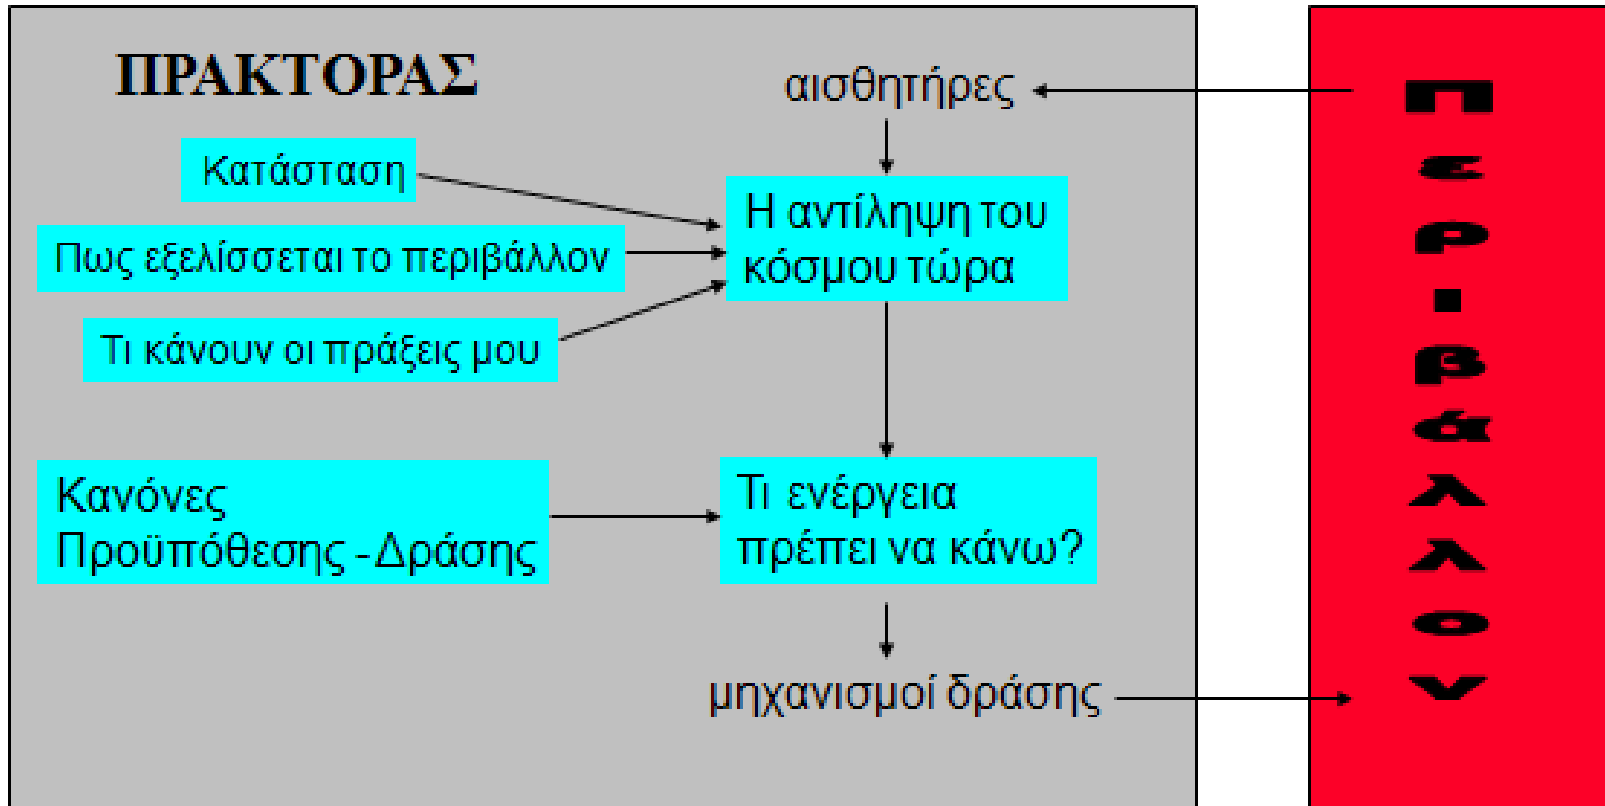 ΠΡΑΚΤΟΡΑΣ
αισθητήρες
Κατάσταση
Πως εξελίσσεται το περιβάλλον
Τι κάνουν οι πράξεις μου
Η αντίληψη του
κόσμου τώρα
Κανόνες
Προϋπόθεσης - Δράσης
Τι ενέργεια
πρέπει να κάνω?
μηχανισμοί δράσης
Περιβάλλον